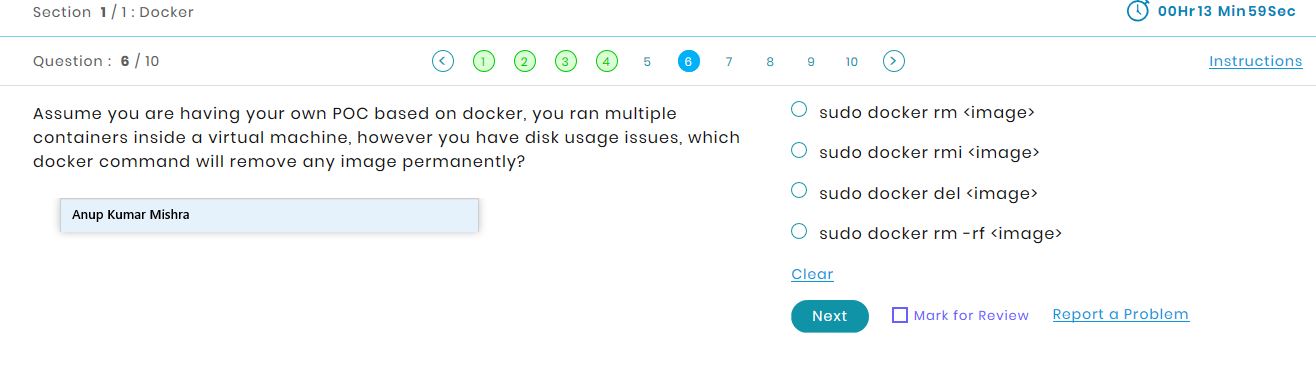 Section 1 / 1 : Docker
00Hr 13 Min 59Sec
Question : 6 / 10
< 1 2 3 4 5 6 7 8 9 10 >
Instructions
Assume you are having your own POC based on docker, you ran multiple
containers inside a virtual machine, however you have disk usage issues, which
docker command will remove any image permanently?
Anup Kumar Mishra
sudo docker rm <image>
sudo docker rmi <image>
sudo docker del <image>
sudo docker rm -rf <image>
Clear
Next
Mark for Review
Report a Problem